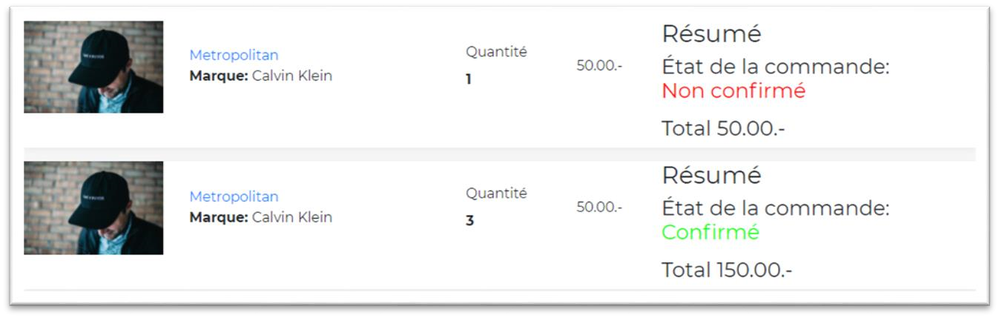 Metropolitan
Marque: Calvin Klein
Quantité
1
50.00.-
Résumé
État de la commande:
Non confirmé
Total 50.00.-
Metropolitan
Marque: Calvin Klein
Quantité
3
50.00.-
Résumé
État de la commande:
Confirmé
Total 150.00.-